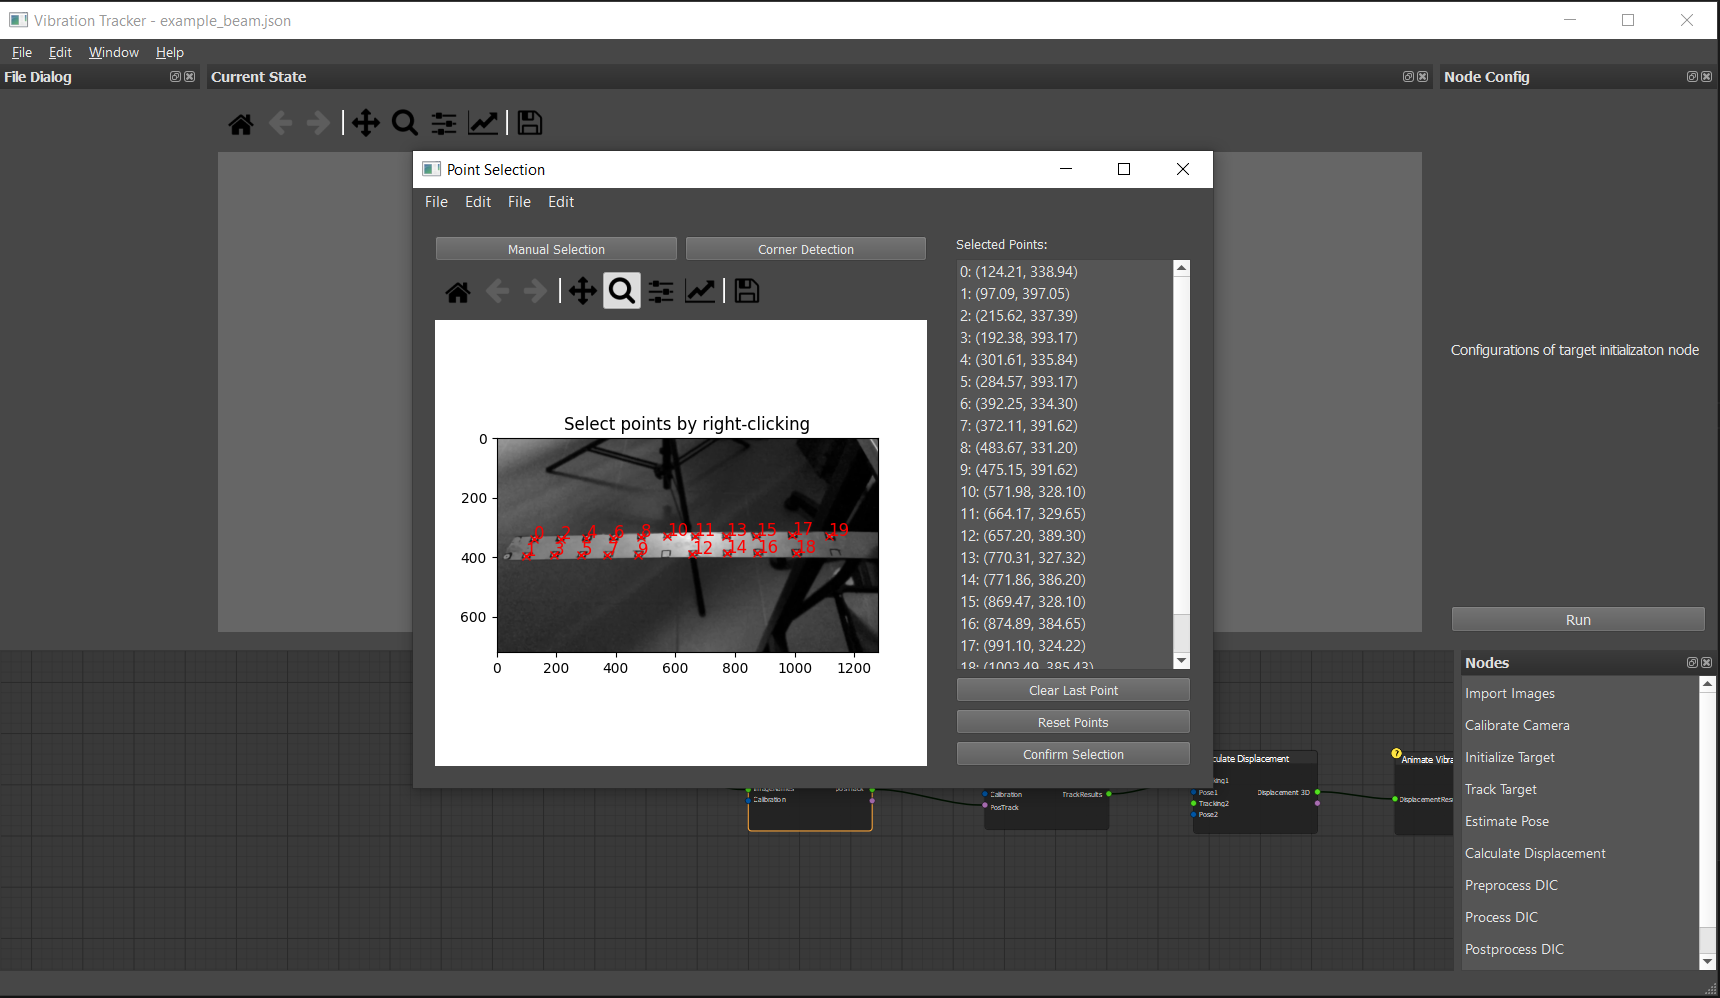 Vibration Tracker - example_beam.json
File Edit Window Help
File Dialog
Current State
Node Config
Point Selection
File Edit File Edit
Manual Selection
Corner Detection
Selected Points:
0: (124.21, 338.94)
1: (97.09, 397.05)
2: (215.62, 337.39)
3: (192.38, 393.17)
4: (301.61, 335.84)
5: (284.57, 393.17)
6: (392.25, 334.30)
7: (372.11, 391.62)
8: (483.67, 331.20)
9: (475.15, 391.62)
10: (571.98, 328.10)
11: (664.17, 329.65)
12: (657.20, 389.30)
13: (770.31, 327.32)
14: (771.86, 386.20)
15: (869.47, 328.10)
16: (874.89, 384.65)
17: (991.10, 324.22)
18: (1003.49, 385.43)
Select points by right-clicking
0
200
400
600
0 2 4 6 8 10 11 13 15 17 19
1 3 5 7 9 12 14 16 18
0 200 400 600 800 1000 1200
Clear Last Point
Reset Points
Confirm Selection
Configurations of target initializaton node
Run
Calibration
Calibration
TrackResults
PosTrack
ulate Displacement
Pose1
Displacement 3D
Tracking2
Pose2
?
Animate Vibra
DisplacementRes
Nodes
Import Images
Calibrate Camera
Initialize Target
Track Target
Estimate Pose
Calculate Displacement
Preprocess DIC
Process DIC
Postprocess DIC